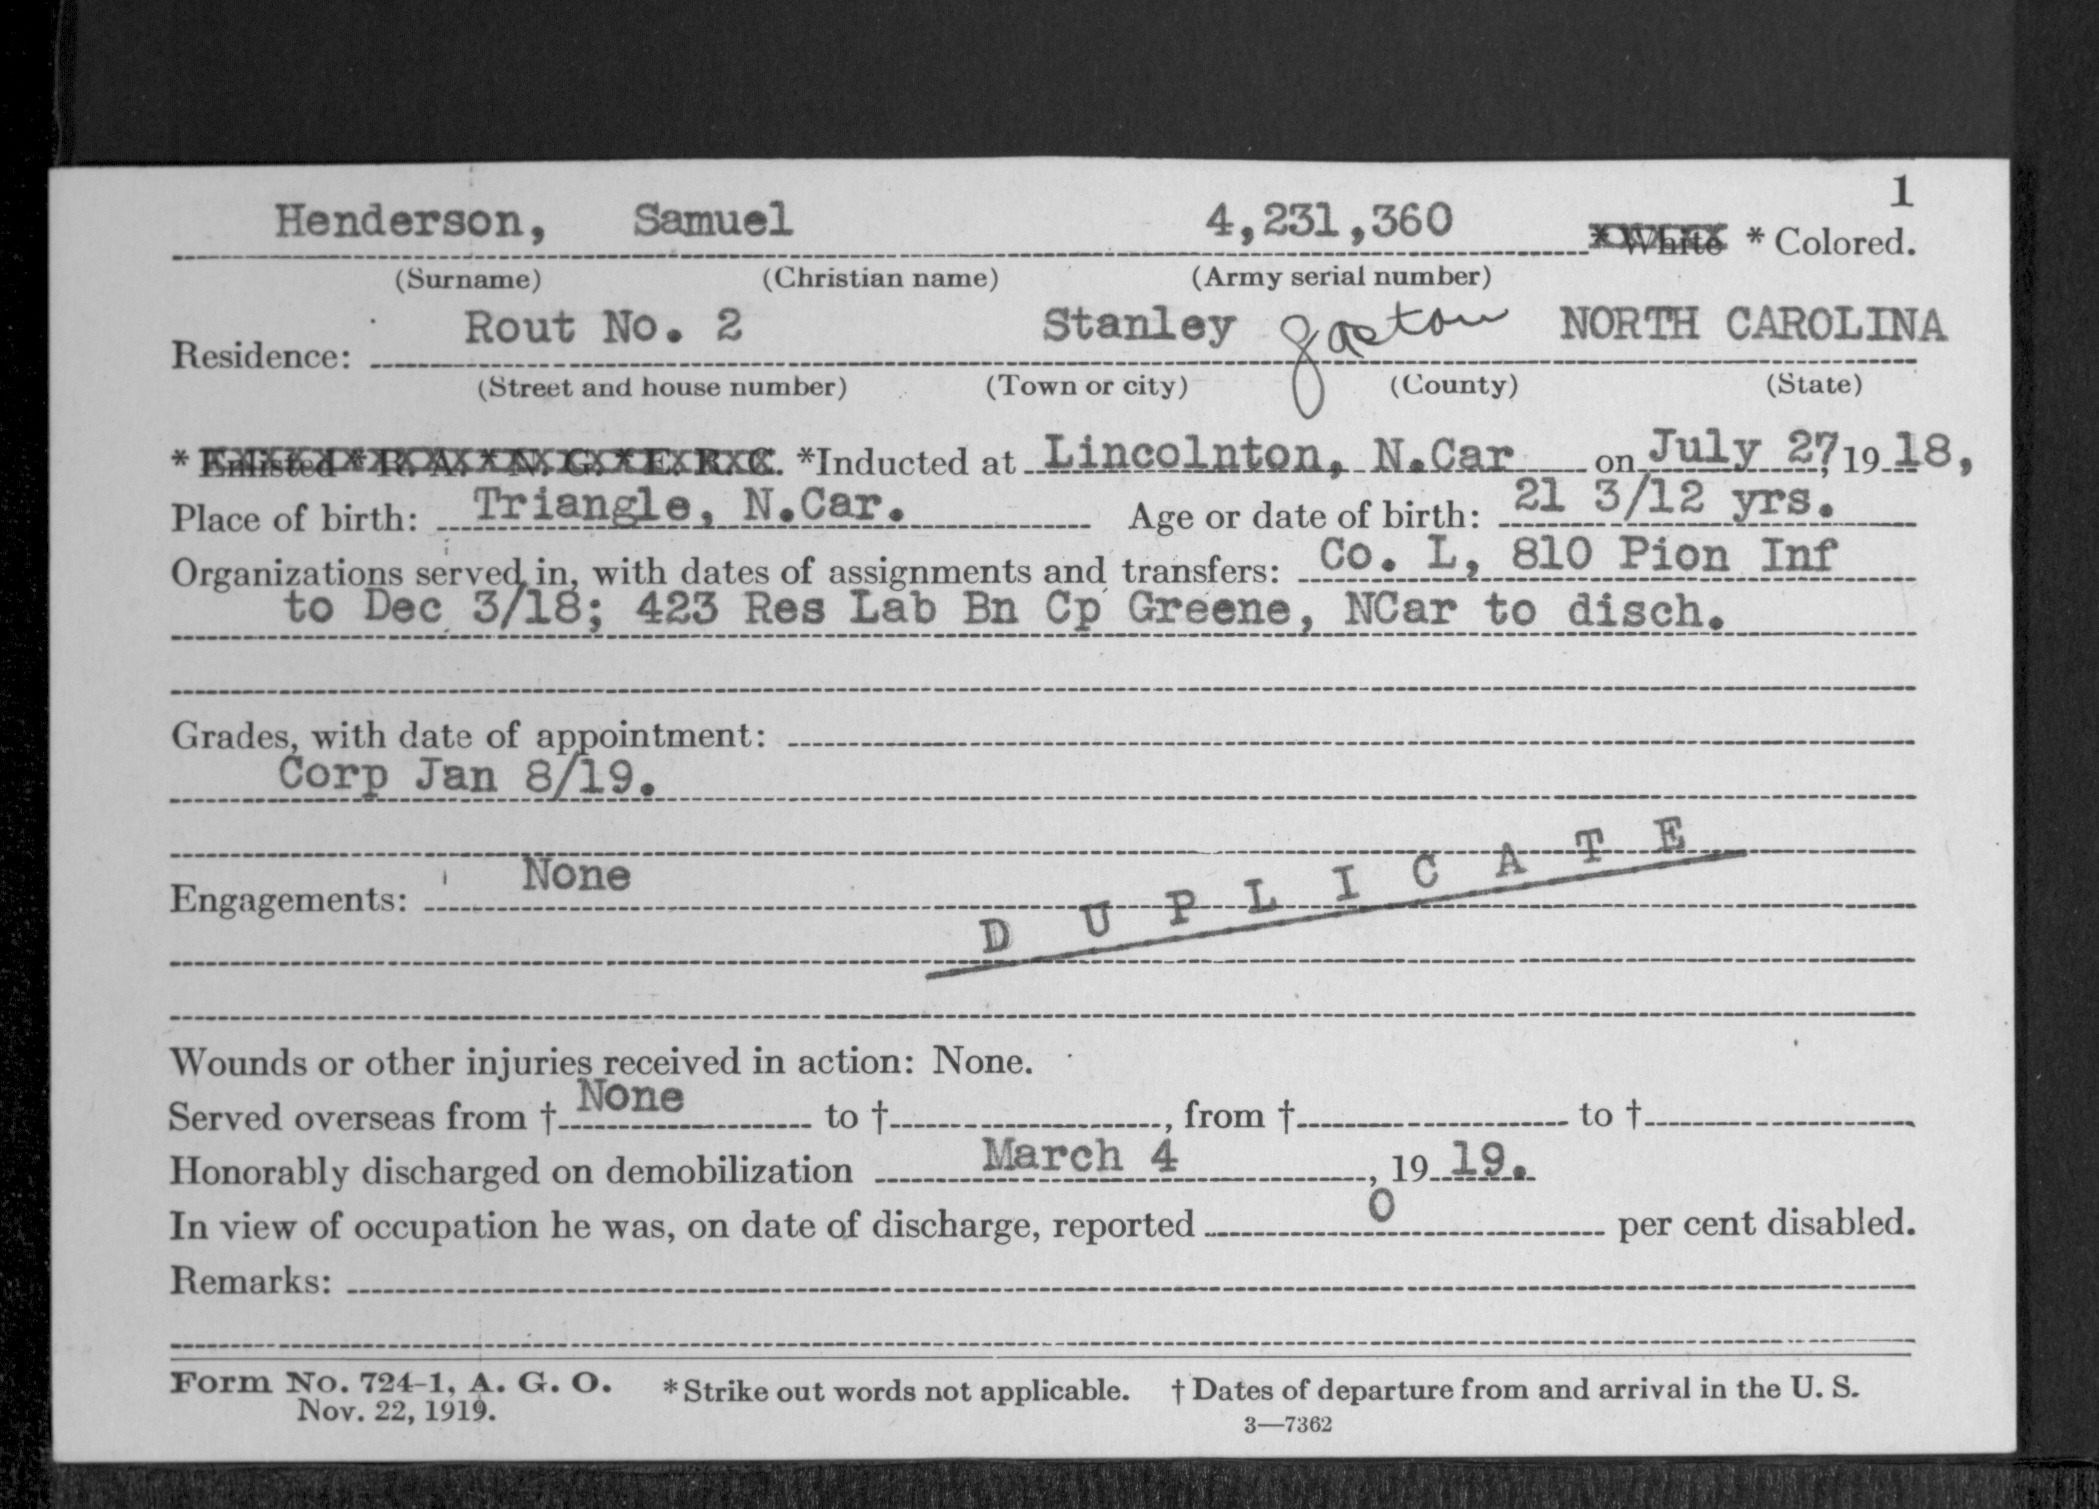 1
Henderson, Samuel 4,231,360 * White * Colored.
(Surname) (Christian name) (Army serial number)
Residence: Rout No. 2 Stanley Gaston NORTH CAROLINA
(Street and house number) (Town or city) (County) (State)
* Enlisted * R. A. * N. G. * E. R. C. *Inducted at Lincolnton, N.Car on July 27, 19 18,
Place of birth: Triangle, N.Car. Age or date of birth: 21 3/12 yrs.
Organizations served in, with dates of assignments and transfers: Co. L, 810 Pion Inf
to Dec 3/18; 423 Res Lab Bn Cp Greene, NCar to disch.
Grades, with date of appointment:
Corp Jan 8/19.
Engagements: None
DUPLICATE
Wounds or other injuries received in action: None.
Served overseas from † None to †, from † to †
Honorably discharged on demobilization March 4, 19 19.
In view of occupation he was, on date of discharge, reported 0 per cent disabled.
Remarks:
Form No. 724-1, A. G. O. * Strike out words not applicable. † Dates of departure from and arrival in the U. S.
Nov. 22, 1919. 3—7362